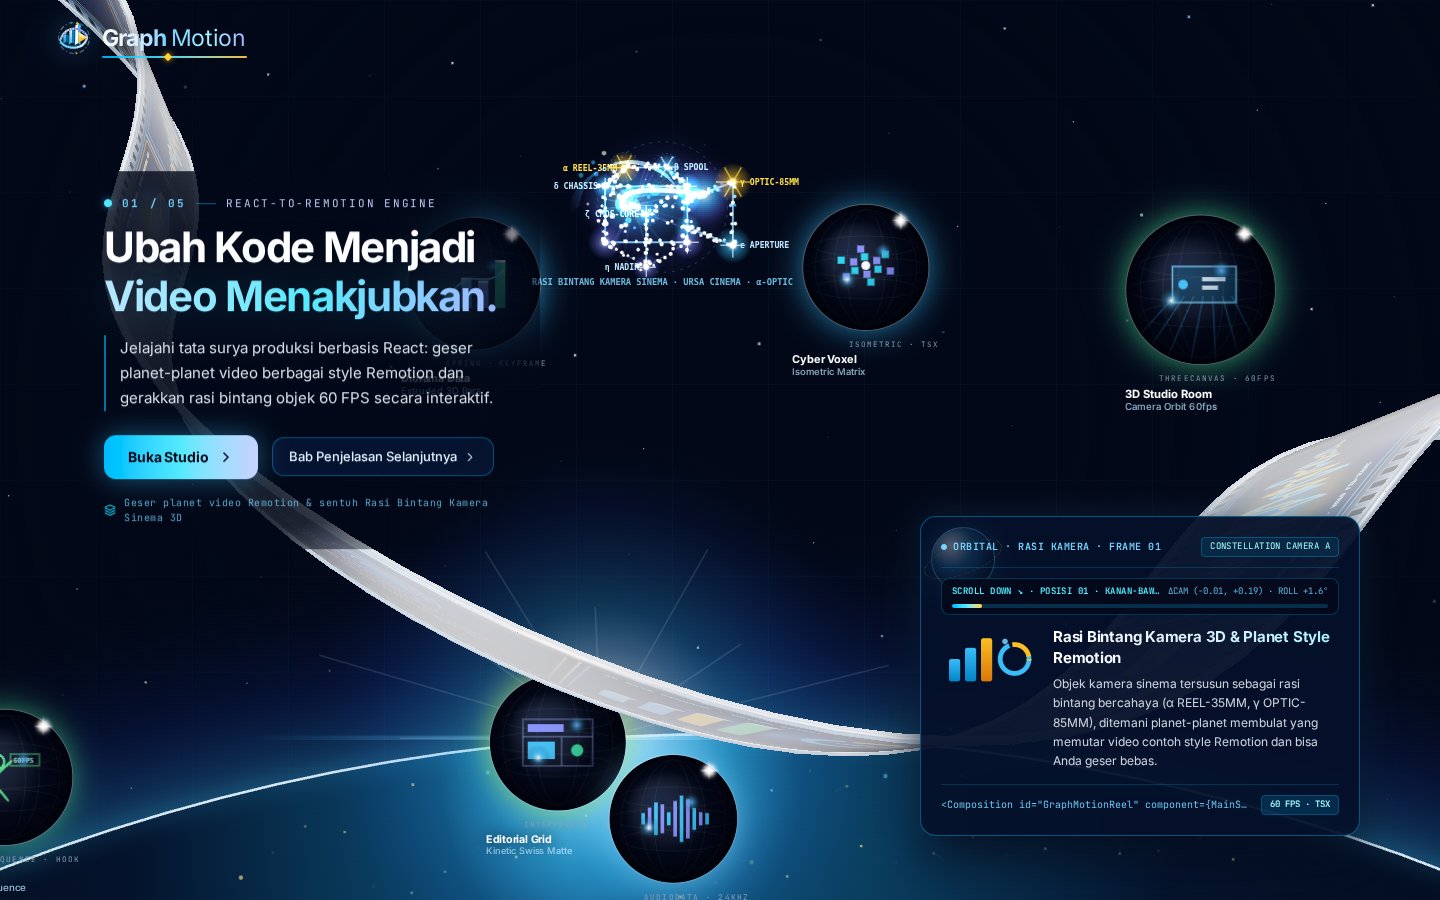 Graph Motion
01 / 05 REACT-TO-REMOTION ENGINE
Ubah Kode Menjadi
Video Menakjubkan.
Jelajahi tata surya produksi berbasis React: geser
planet-planet video berbagai style Remotion dan
gerakkan rasi bintang objek 60 FPS secara interaktif.
Buka Studio
Bab Penjelasan Selanjutnya
Geser planet video Remotion & sentuh Rasi Bintang Kamera
Sinema 3D
α REEL-35MM
β SPOOL
γ OPTIC-85MM
δ CHASSIS
ε APERTURE
η NADIR
RASI BINTANG KAMERA SINEMA · URSA CINEMA · α-OPTIC
ISOMETRIC · TSX
Cyber Voxel
Isometric Matrix
THREECANVAS · 60FPS
3D Studio Room
Camera Orbit 60fps
ORBITAL · RASI KAMERA · FRAME 01
CONSTELLATION CAMERA A
SCROLL DOWN ↘ · POSISI 01 · KANAN-BAW…
ΔCAM (-0.01, +0.19) · ROLL +1.6°
Rasi Bintang Kamera 3D & Planet Style
Remotion
Objek kamera sinema tersusun sebagai rasi
bintang bercahaya (α REEL-35MM, γ OPTIC-
85MM), ditemani planet-planet membulat yang
memutar video contoh style Remotion dan bisa
Anda geser bebas.
<Composition id="GraphMotionReel" component={MainS…
60 FPS · TSX
60FPS
· HOOK
uence
Editorial Grid
Kinetic Swiss Matte
AUDIODATA · 24KHZ